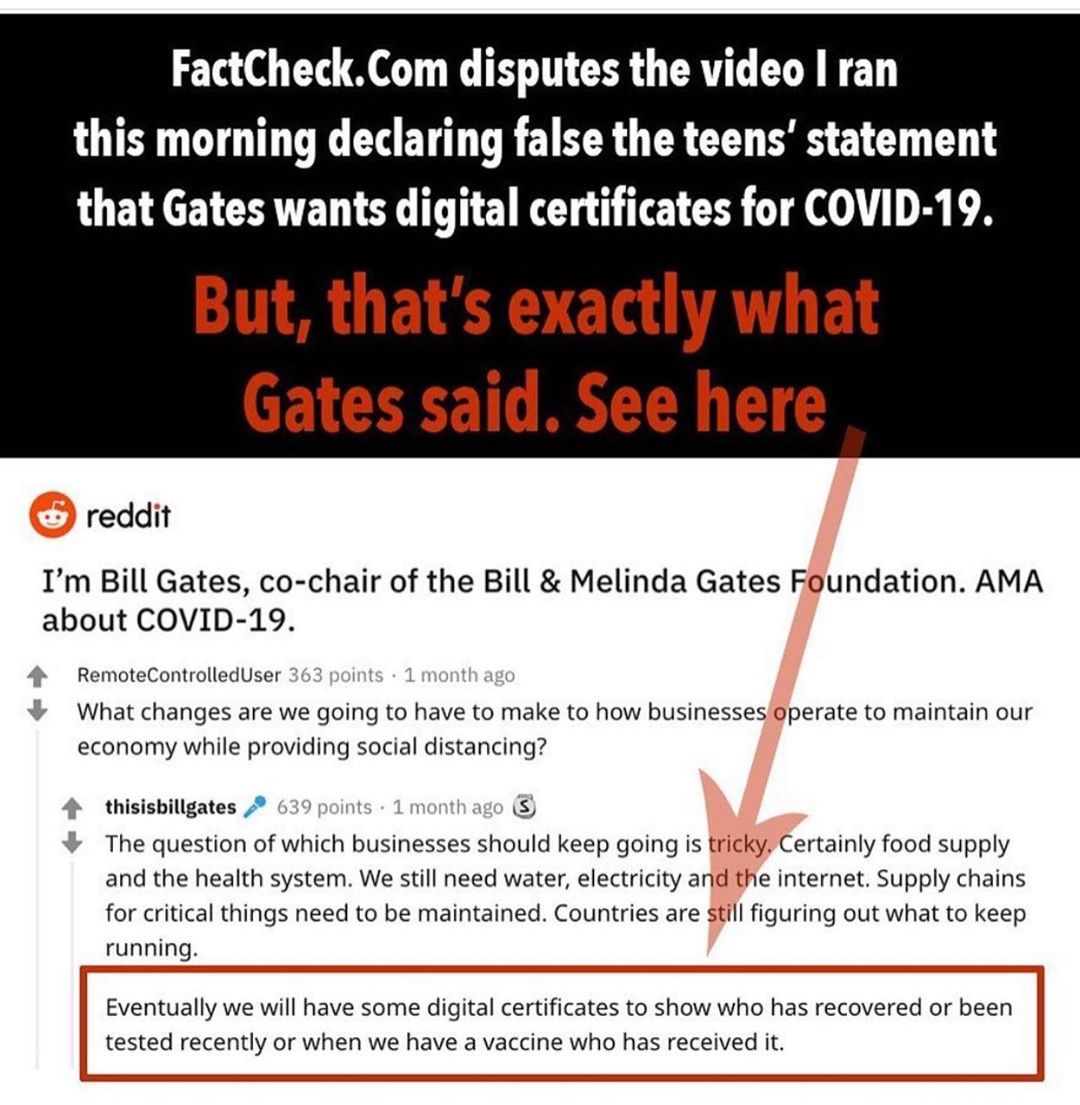 FactCheck.Com disputes the video I ran
this morning declaring false the teens' statement
that Gates wants digital certificates for COVID-19.
But, that's exactly what
Gates said. See here
reddit
I'm Bill Gates, co-chair of the Bill & Melinda Gates Foundation. AMA
about COVID-19.
RemoteControlledUser 363 points · 1 month ago
What changes are we going to have to make to how businesses operate to maintain our
economy while providing social distancing?
thisisbillgates 639 points · 1 month ago S
The question of which businesses should keep going is tricky. Certainly food supply
and the health system. We still need water, electricity and the internet. Supply chains
for critical things need to be maintained. Countries are still figuring out what to keep
running.
Eventually we will have some digital certificates to show who has recovered or been
tested recently or when we have a vaccine who has received it.